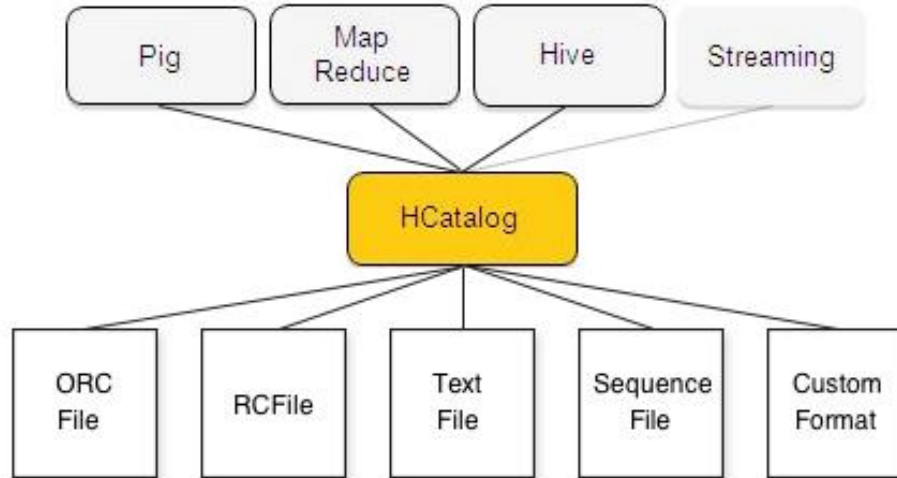 Pig
Map
Reduce
Hive
Streaming
HCatalog
ORC
File
RCFile
Text
File
Sequence
File
Custom
Format